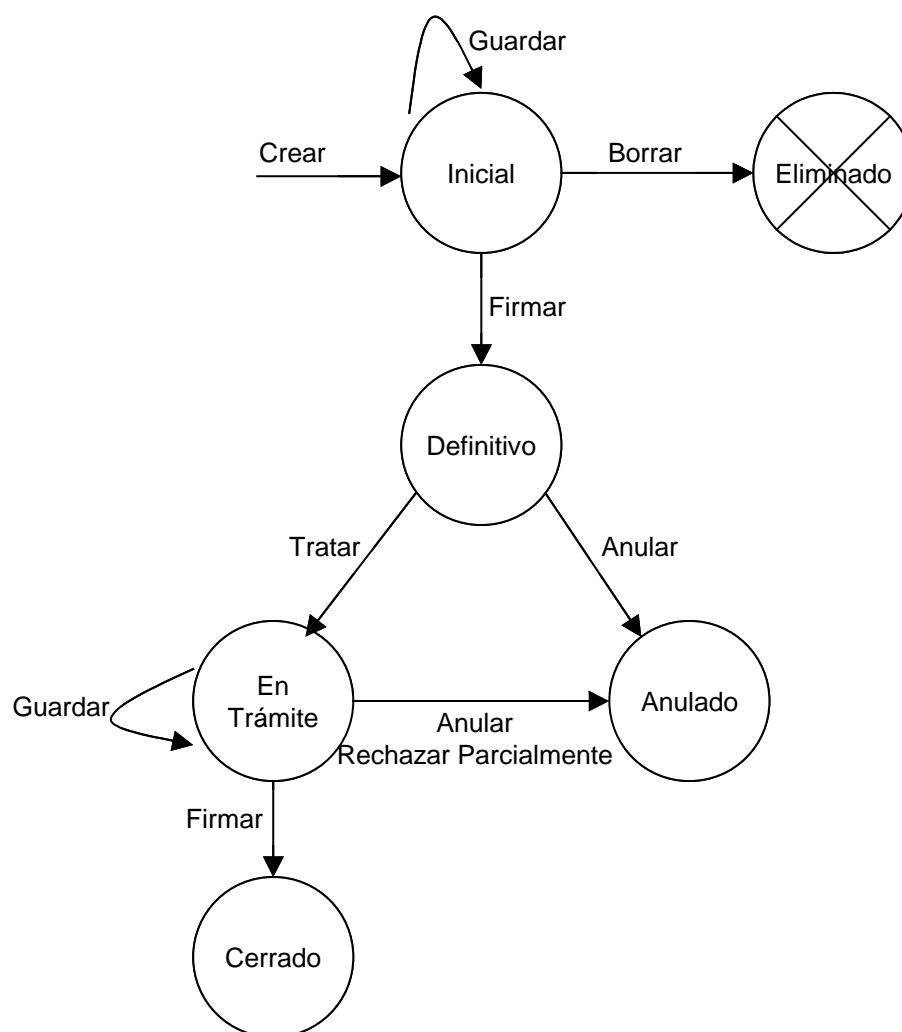 Guardar
Crear
Inicial
Borrar
Eliminado
Firmar
Definitivo
Tratar
Anular
En
Trámite
Guardar
Anular
Rechazar Parcialmente
Anulado
Firmar
Cerrado